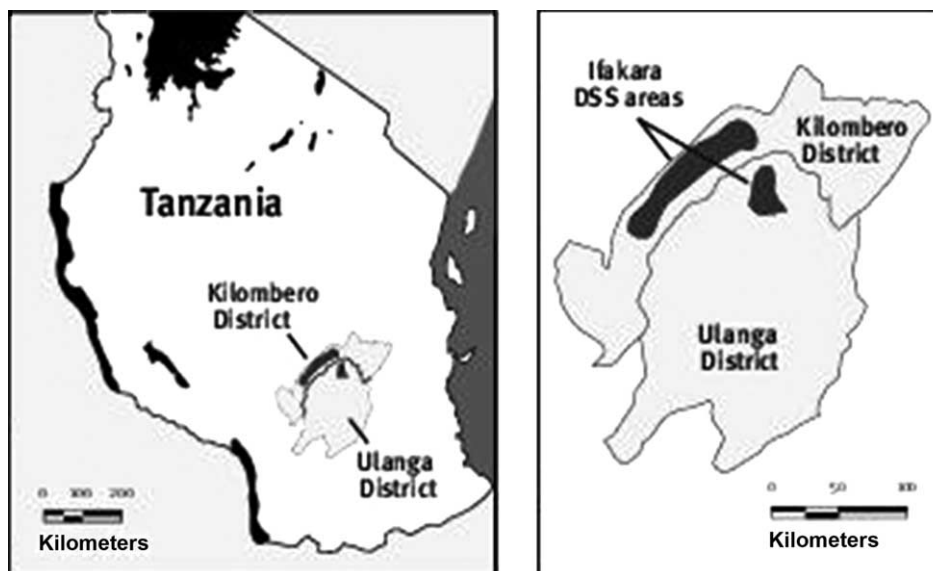 Tanzania
Kilombero
District
Ulanga
District
0 100 200
Kilometers
Ifakara
DSS areas
Kilombero
District
Ulanga
District
0 50 100
Kilometers